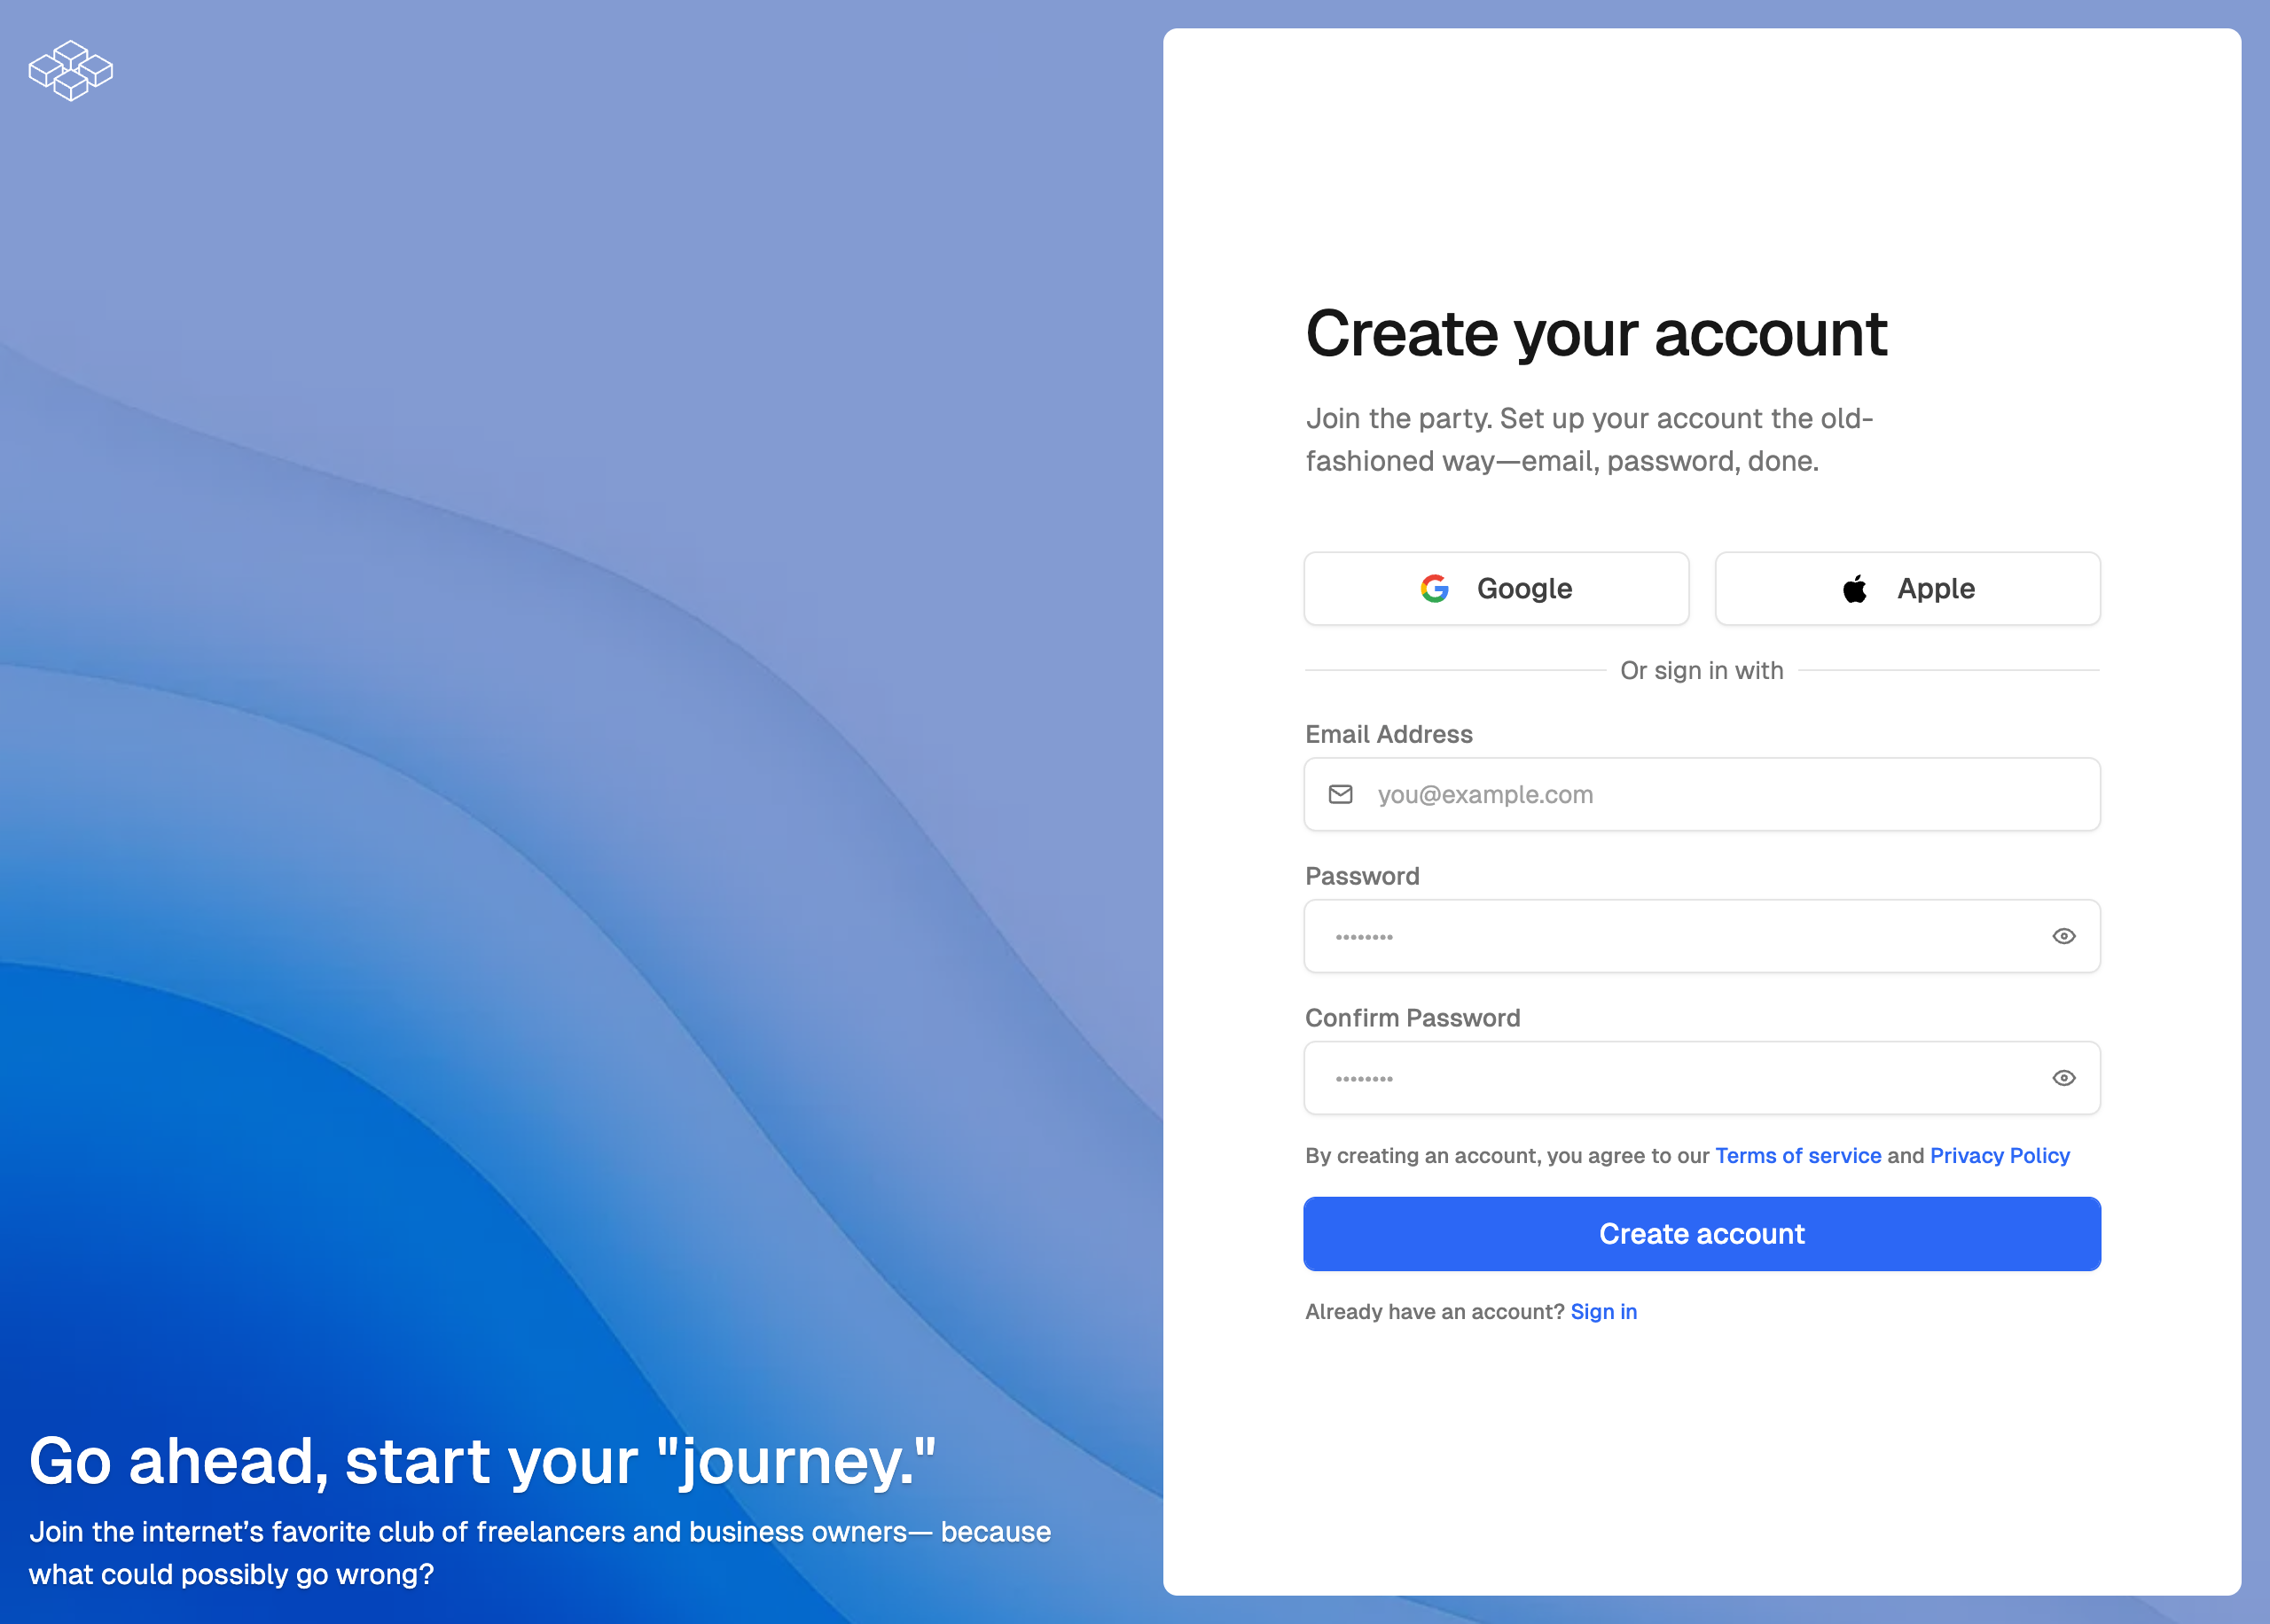 Go ahead, start your "journey."
Join the internet’s favorite club of freelancers and business owners— because
what could possibly go wrong?
Create your account
Join the party. Set up your account the old-
fashioned way—email, password, done.
Google
Apple
Or sign in with
Email Address
you@example.com
Password
••••••••
Confirm Password
••••••••
By creating an account, you agree to our Terms of service and Privacy Policy
Create account
Already have an account? Sign in